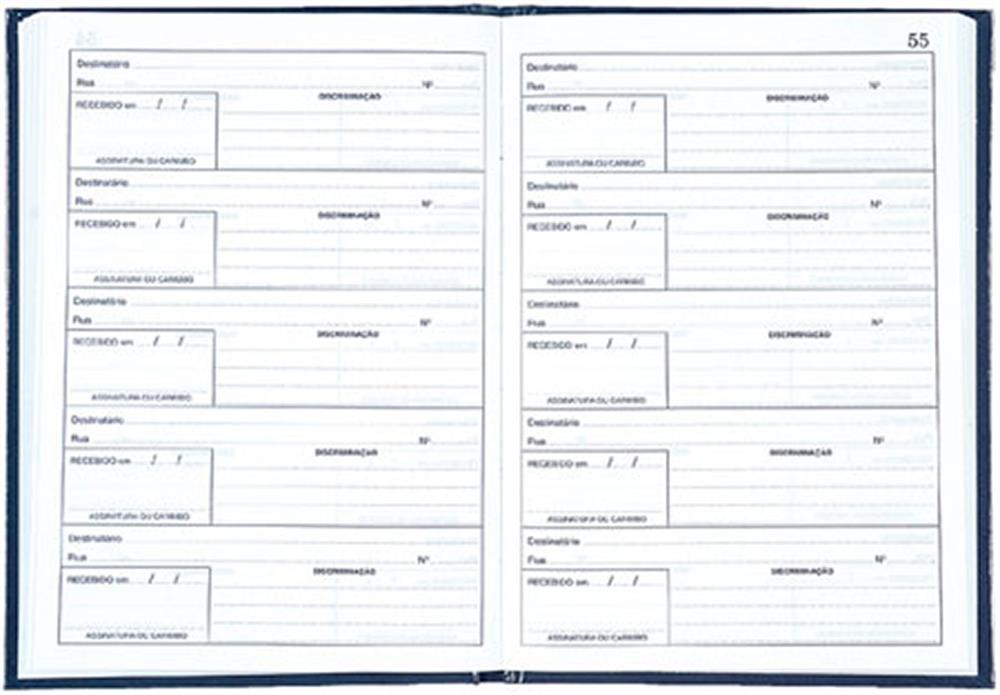 54
Destinatário
Rua Nº
RECEBIDO em / / DISCRIMINAÇÃO
ASSINATURA OU CARIMBO
Destinatário
Rua Nº
RECEBIDO em / / DISCRIMINAÇÃO
ASSINATURA OU CARIMBO
Destinatário
Rua Nº
RECEBIDO em / / DISCRIMINAÇÃO
ASSINATURA OU CARIMBO
Destinatário
Rua Nº
RECEBIDO em / / DISCRIMINAÇÃO
ASSINATURA OU CARIMBO
Destinatário
Rua Nº
RECEBIDO em / / DISCRIMINAÇÃO
ASSINATURA OU CARIMBO
55
Destinatário
Rua Nº
RECEBIDO em / / DISCRIMINAÇÃO
ASSINATURA OU CARIMBO
Destinatário
Rua Nº
RECEBIDO em / / DISCRIMINAÇÃO
ASSINATURA OU CARIMBO
Destinatário
Rua Nº
RECEBIDO em / / DISCRIMINAÇÃO
ASSINATURA OU CARIMBO
Destinatário
Rua Nº
RECEBIDO em / / DISCRIMINAÇÃO
ASSINATURA OU CARIMBO
Destinatário
Rua Nº
RECEBIDO em / / DISCRIMINAÇÃO
ASSINATURA OU CARIMBO